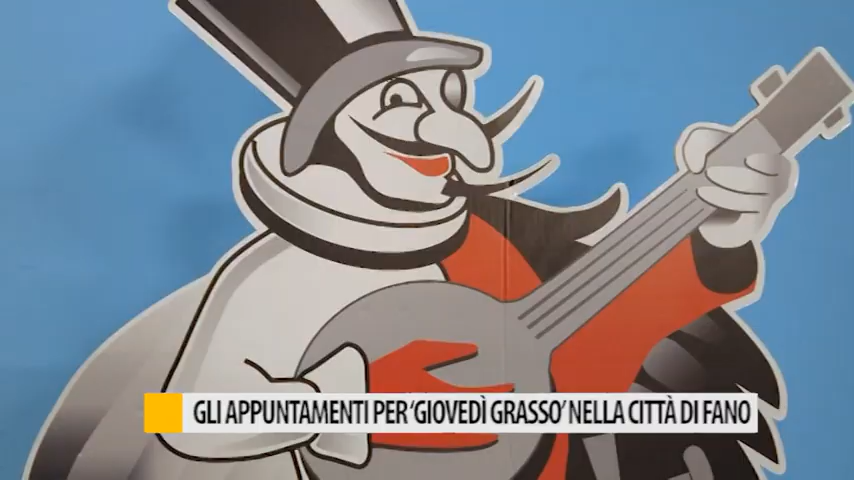 GLI APPUNTAMENTI PER ‘GIOVEDÌ GRASSO’ NELLA CITTÀ DI FANO